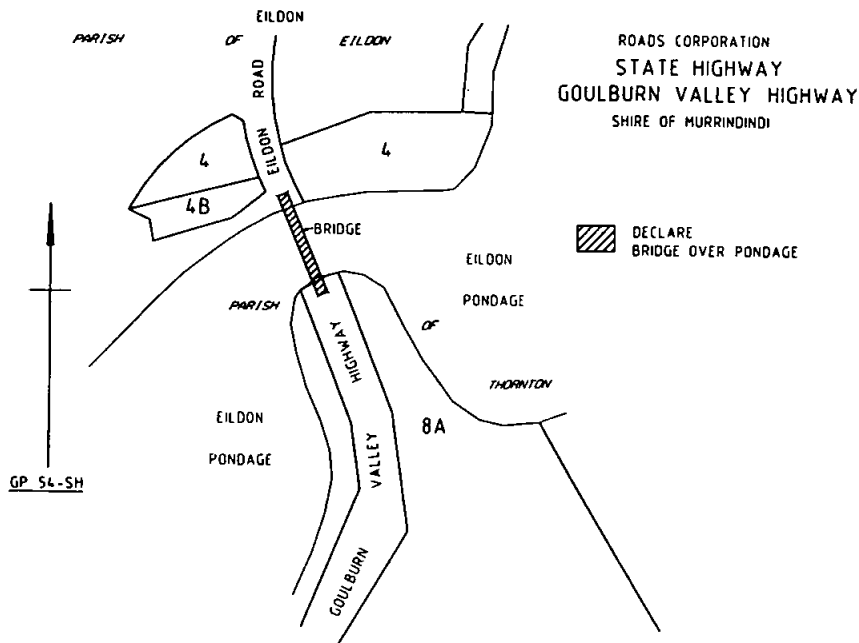 EILDON
PARISH OF EILDON
ROADS CORPORATION
STATE HIGHWAY
GOULBURN VALLEY HIGHWAY
SHIRE OF MURRINDINDI
EILDON ROAD
4
4
4B
BRIDGE
DECLARE
BRIDGE OVER PONDAGE
EILDON
PONDAGE
PARISH OF THORNTON
EILDON
PONDAGE
8A
GOULBURN VALLEY HIGHWAY
GP 54-SH